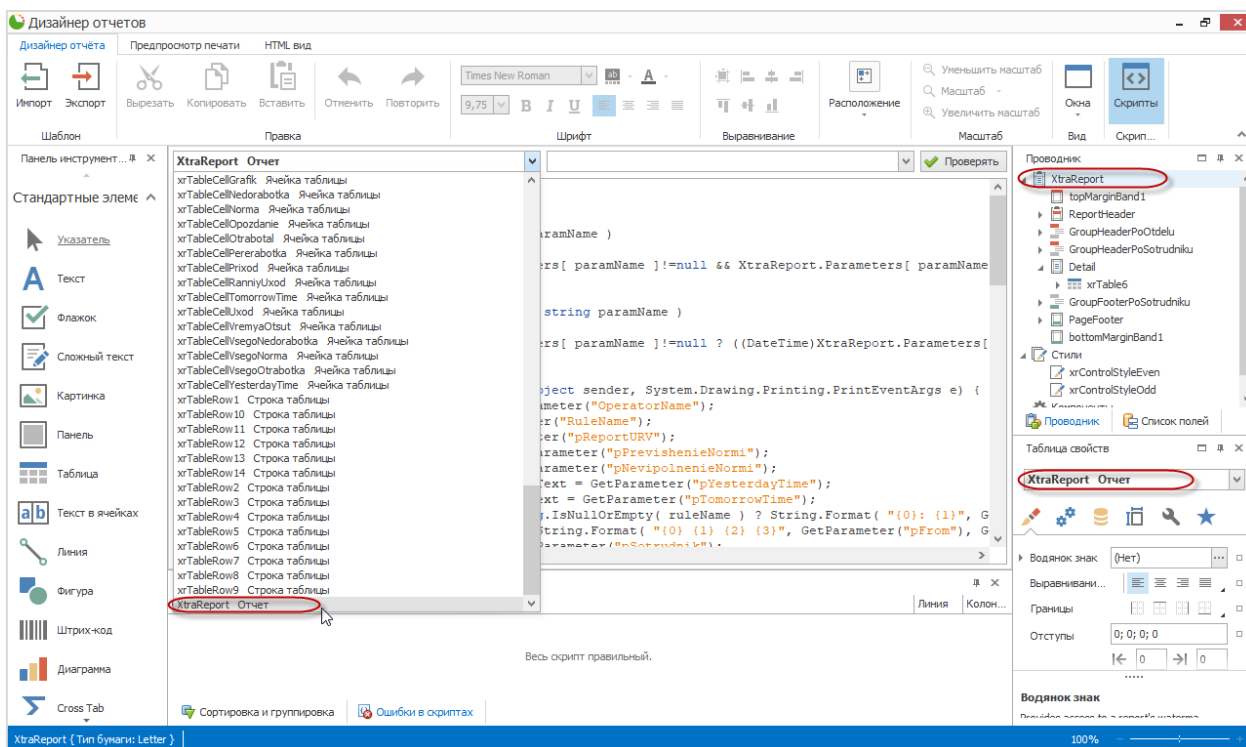 Дизайнер отчетов
Дизайнер отчёта Предпросмотр печати HTML вид
Импорт Экспорт Вырезать Копировать Вставить Отменить Повторить
Times New Roman
9,75 B I U
Расположение
Уменьшить масштаб
Масштаб
Увеличить масштаб
Окна Скрипты
Шаблон Правка Шрифт Выравнивание Масштаб Вид Скрип...
Панель инструмент...
Стандартные элеме
Указатель
Текст
Флажок
Сложный текст
Картинка
Панель
Таблица
Текст в ячейках
Линия
Фигура
Штрих-код
Диаграмма
Cross Tab
XtraReport Отчет
Проверять
xrTableCellGrafik Ячейка таблицы
xrTableCellNedorabotka Ячейка таблицы
xrTableCellNorma Ячейка таблицы
xrTableCellOpozdanie Ячейка таблицы
xrTableCellOtrabotal Ячейка таблицы
xrTableCellPererabotka Ячейка таблицы
xrTableCellPrixod Ячейка таблицы
xrTableCellRanniyUxod Ячейка таблицы
xrTableCellTomorrowTime Ячейка таблицы
xrTableCellUxod Ячейка таблицы
xrTableCellVremyaOtsut Ячейка таблицы
xrTableCellVsegoNedorabotka Ячейка таблицы
xrTableCellVsegoNorma Ячейка таблицы
xrTableCellVsegoOtrabotka Ячейка таблицы
xrTableCellYesterdayTime Ячейка таблицы
xrTableRow1 Строка таблицы
xrTableRow10 Строка таблицы
xrTableRow11 Строка таблицы
xrTableRow12 Строка таблицы
xrTableRow13 Строка таблицы
xrTableRow14 Строка таблицы
xrTableRow2 Строка таблицы
xrTableRow3 Строка таблицы
xrTableRow4 Строка таблицы
xrTableRow5 Строка таблицы
xrTableRow6 Строка таблицы
xrTableRow7 Строка таблицы
xrTableRow8 Строка таблицы
xrTableRow9 Строка таблицы
XtraReport Отчет
aramName )
ers[ paramName ]!=null && XtraReport.Parameters[ paramName
string paramName )
ers[ paramName ]!=null ? ((DateTime)XtraReport.Parameters[
bject sender, System.Drawing.Printing.PrintEventArgs e) {
ameter("OperatorName");
er("RuleName");
ter("pReportURV");
arameter("pPrevishenieNormi");
arameter("pNevipolnenieNormi");
Text = GetParameter("pYesterdayTime");
ext = GetParameter("pTomorrowTime");
g.IsNullOrEmpty( ruleName ) ? String.Format( "{0}: {1}", G
String.Format( "{0} {1} {2} {3}", GetParameter("pFrom"), G
Parameter("pSotrudnik");
Линия Колон...
Весь скрипт правильный.
Сортировка и группировка Ошибки в скриптах
Проводник
XtraReport
topMarginBand1
ReportHeader
GroupHeaderPoOtdelu
GroupHeaderPoSotrudniku
Detail
xrTable6
GroupFooterPoSotrudniku
PageFooter
bottomMarginBand1
Стили
xrControlStyleEven
xrControlStyleOdd
Компоненты
Проводник Список полей
Таблица свойств
XtraReport Отчет
Водянок знак (Нет)
Выравнивани...
Границы
Отступы 0; 0; 0; 0
0 0
Водянок знак
Provides access to a report's waterma
XtraReport { Тип бумаги: Letter } 100%